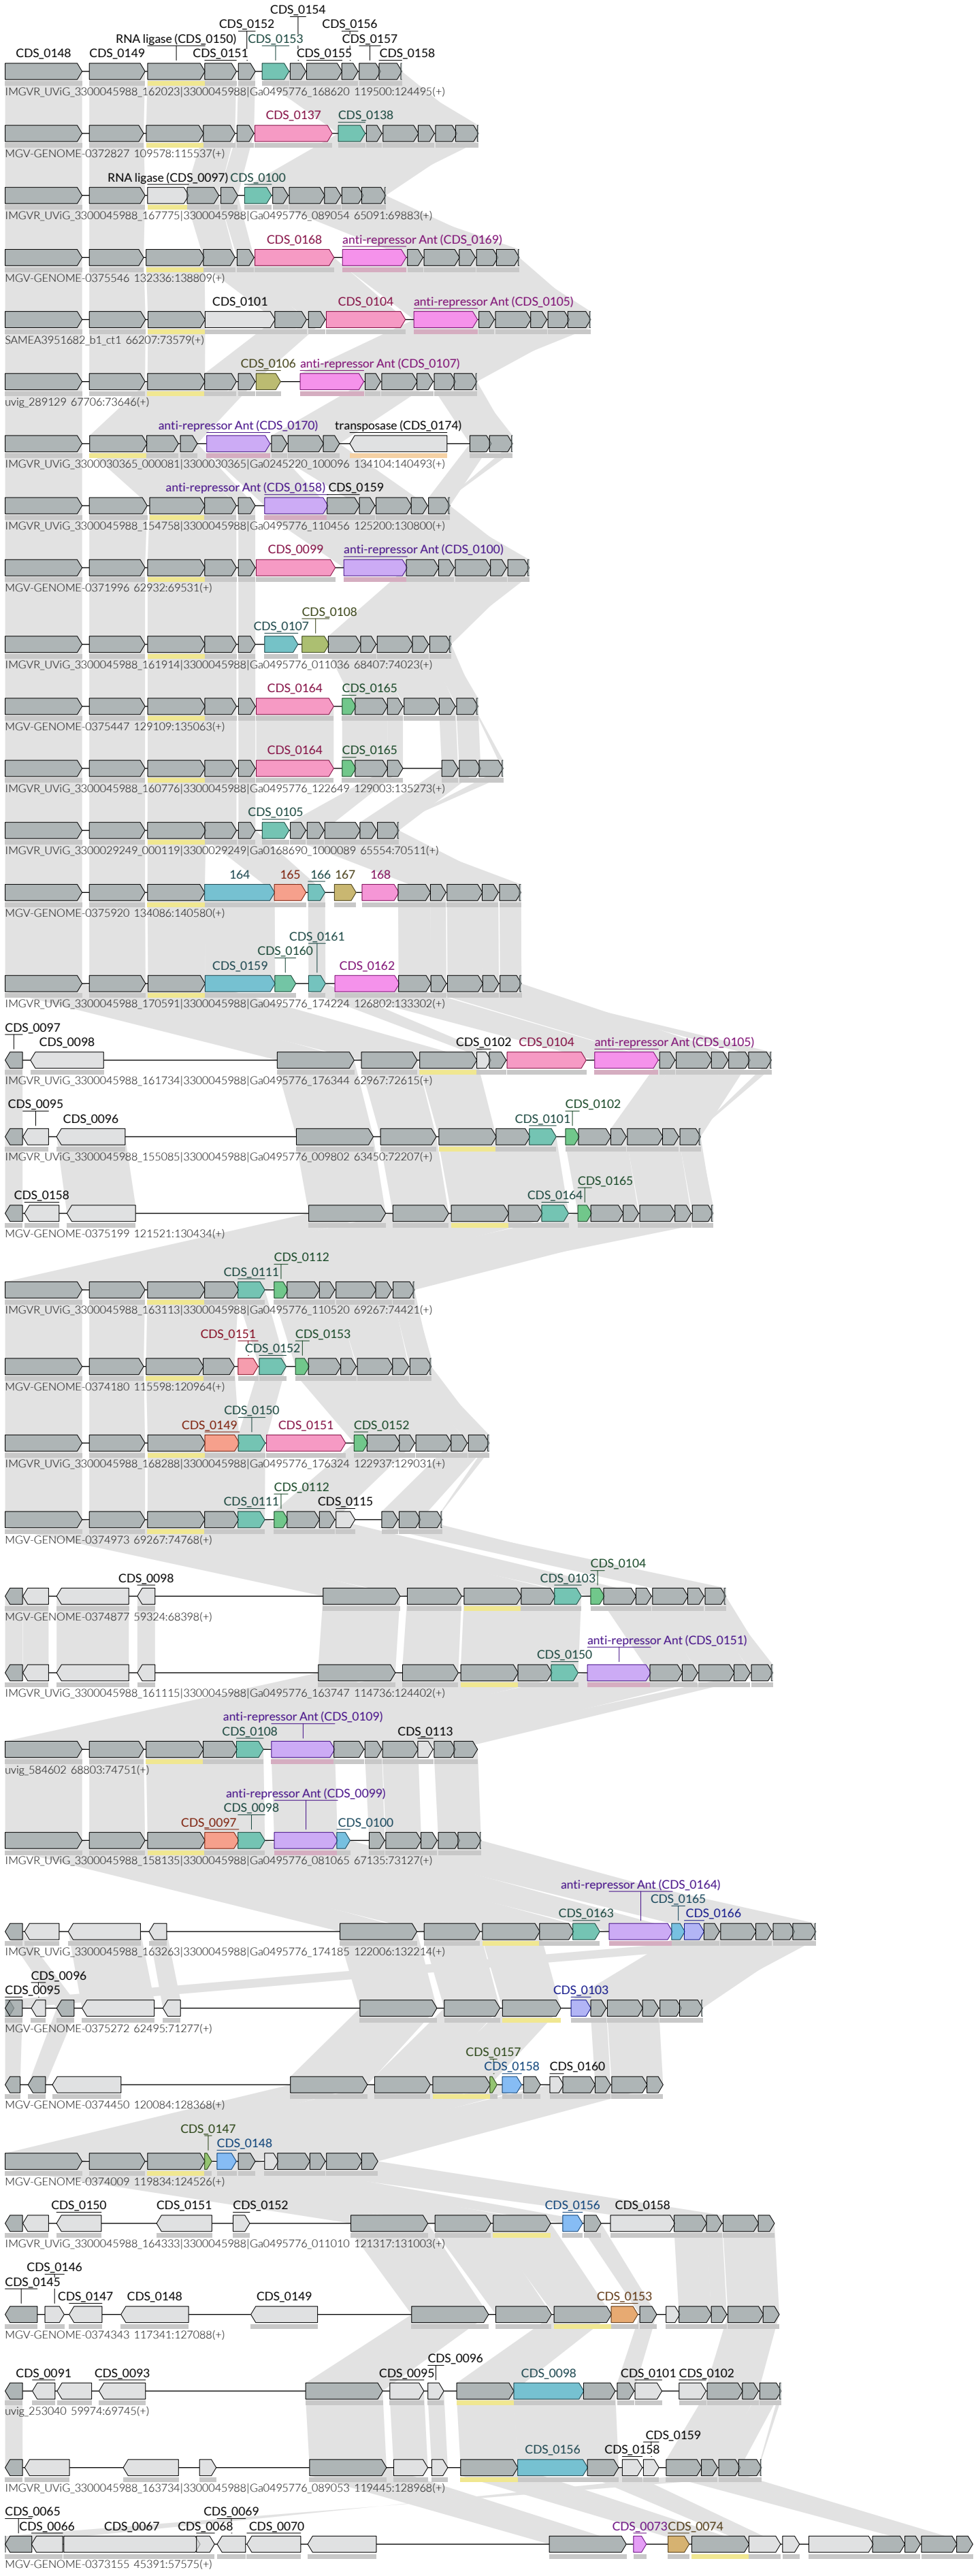 CDS_0154
CDS_0152 CDS_0156
RNA ligase (CDS_0150) CDS_0153 CDS_0157
CDS_0148 CDS_0149 CDS_0151 CDS_0155 CDS_0158
IMGVR_UViG_3300045988_162023|3300045988|Ga0495776_168620 119500:124495(+)
CDS_0137 CDS_0138
MGV-GENOME-0372827 109578:115537(+)
RNA ligase (CDS_0097) CDS_0100
IMGVR_UViG_3300045988_167775|3300045988|Ga0495776_089054 65091:69883(+)
CDS_0168 anti-repressor Ant (CDS_0169)
MGV-GENOME-0375546 132336:138809(+)
CDS_0101 CDS_0104 anti-repressor Ant (CDS_0105)
SAMEA3951682_b1_ct1 66207:73579(+)
CDS_0106 anti-repressor Ant (CDS_0107)
uvig_289129 67706:73646(+)
anti-repressor Ant (CDS_0170) transposase (CDS_0174)
IMGVR_UViG_3300030365_000081|3300030365|Ga0245220_100096 134104:140493(+)
anti-repressor Ant (CDS_0158) CDS_0159
IMGVR_UViG_3300045988_154758|3300045988|Ga0495776_110456 125200:130800(+)
CDS_0099 anti-repressor Ant (CDS_0100)
MGV-GENOME-0371996 62932:69531(+)
CDS_0108
CDS_0107
IMGVR_UViG_3300045988_161914|3300045988|Ga0495776_011036 68407:74023(+)
CDS_0164 CDS_0165
MGV-GENOME-0375447 129109:135063(+)
CDS_0164 CDS_0165
IMGVR_UViG_3300045988_160776|3300045988|Ga0495776_122649 129003:135273(+)
CDS_0105
IMGVR_UViG_3300029249_000119|3300029249|Ga0168690_1000089 65554:70511(+)
164 165 166 167 168
MGV-GENOME-0375920 134086:140580(+)
CDS_0161
CDS_0160
CDS_0159 CDS_0162
IMGVR_UViG_3300045988_170591|3300045988|Ga0495776_174224 126802:133302(+)
CDS_0097
CDS_0098 CDS_0102 CDS_0104 anti-repressor Ant (CDS_0105)
IMGVR_UViG_3300045988_161734|3300045988|Ga0495776_176344 62967:72615(+)
CDS_0095 CDS_0102
CDS_0096 CDS_0101
IMGVR_UViG_3300045988_155085|3300045988|Ga0495776_009802 63450:72207(+)
CDS_0165
CDS_0158 CDS_0164
MGV-GENOME-0375199 121521:130434(+)
CDS_0112
CDS_0111
IMGVR_UViG_3300045988_163113|3300045988|Ga0495776_110520 69267:74421(+)
CDS_0151 CDS_0153
CDS_0152
MGV-GENOME-0374180 115598:120964(+)
CDS_0150
CDS_0149 CDS_0151 CDS_0152
IMGVR_UViG_3300045988_168288|3300045988|Ga0495776_176324 122937:129031(+)
CDS_0112
CDS_0111 CDS_0115
MGV-GENOME-0374973 69267:74768(+)
CDS_0104
CDS_0098 CDS_0103
MGV-GENOME-0374877 59324:68398(+)
anti-repressor Ant (CDS_0151)
CDS_0150
IMGVR_UViG_3300045988_161115|3300045988|Ga0495776_163747 114736:124402(+)
anti-repressor Ant (CDS_0109)
CDS_0108 CDS_0113
uvig_584602 68803:74751(+)
anti-repressor Ant (CDS_0099)
CDS_0098
CDS_0097 CDS_0100
IMGVR_UViG_3300045988_158135|3300045988|Ga0495776_081065 67135:73127(+)
anti-repressor Ant (CDS_0164)
CDS_0165
CDS_0163 CDS_0166
IMGVR_UViG_3300045988_163263|3300045988|Ga0495776_174185 122006:132214(+)
CDS_0096
CDS_0095 CDS_0103
MGV-GENOME-0375272 62495:71277(+)
CDS_0157
CDS_0158 CDS_0160
MGV-GENOME-0374450 120084:128368(+)
CDS_0147
CDS_0148
MGV-GENOME-0374009 119834:124526(+)
CDS_0150 CDS_0151 CDS_0152 CDS_0156 CDS_0158
IMGVR_UViG_3300045988_164333|3300045988|Ga0495776_011010 121317:131003(+)
CDS_0146
CDS_0145
CDS_0147 CDS_0148 CDS_0149 CDS_0153
MGV-GENOME-0374343 117341:127088(+)
CDS_0096
CDS_0091 CDS_0093 CDS_0095 CDS_0098 CDS_0101 CDS_0102
uvig_253040 59974:69745(+)
CDS_0159
CDS_0156 CDS_0158
IMGVR_UViG_3300045988_163734|3300045988|Ga0495776_089053 119445:128968(+)
CDS_0065 CDS_0069
CDS_0066 CDS_0067 CDS_0068 CDS_0070 CDS_0073 CDS_0074
MGV-GENOME-0373155 45391:57575(+)